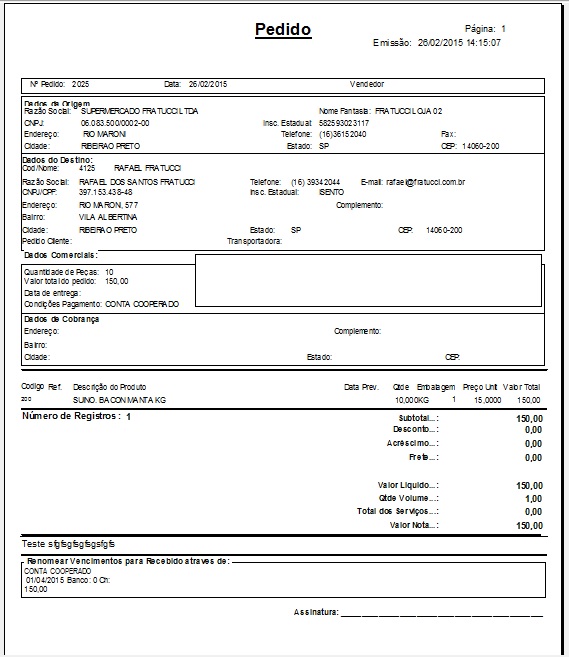 Pedido
Página: 1
Emissão: 26/02/2015 14:15:07
Nº Pedido: 2025 Data: 26/02/2015 Vendedor
Dados da Origem
Razão Social: SUPERMERCADO FRATUCCI LTDA Nome Fantasia: FRATUCCI LOJA 02
CNPJ: 06.083.500/0002-00 Insc. Estadual: 582593023117
Endereço: RIO MARONI Telefone: (16)36152040 Fax:
Cidade: RIBEIRAO PRETO Estado: SP CEP: 14060-200
Dados do Destino:
Cod/Nome: 4125 RAFAEL FRATUCCI
Razão Social: RAFAEL DOS SANTOS FRATUCCI Telefone: (16) 39342044 E-mail: rafael@fratucci.com.br
CNPJ/CPF: 397.153.438-48 Insc. Estadual: ISENTO
Endereço: RIO MARON, 577 Complemento:
Bairro: VILA ALBERTINA
Cidade: RIBEIRAO PRETO Estado: SP CEP: 14060-200
Pedido Cliente: Transportadora:
Dados Comerciais:
Quantidade de Peças: 10
Valor total do pedido: 150,00
Data de entrega:
Condições Pagamento: CONTA COOPERADO
Dados de Cobrança
Endereço: Complemento:
Bairro:
Cidade: Estado: CEP:
Codigo Ref. Descrição do Produto Data Prev. Qtde Embalagem Preço Unit Valor Total
200 SUINO. BACON MANTA KG 10,000KG 1 15,0000 150,00
Número de Registros: 1
Subtotal...: 150,00
Desconto...: 0,00
Acréscimo...: 0,00
Frete...: 0,00
Valor Liquido...: 150,00
Qtde Volume...: 1,00
Total dos Serviços...: 0,00
Valor Nota...: 150,00
Teste sfgfsgfsgfsgsfgfs
Renomear Vencimentos para Recebido atraves de:
CONTA COOPERADO
01/04/2015 Banco: 0 Ch:
150,00
Assinatura: